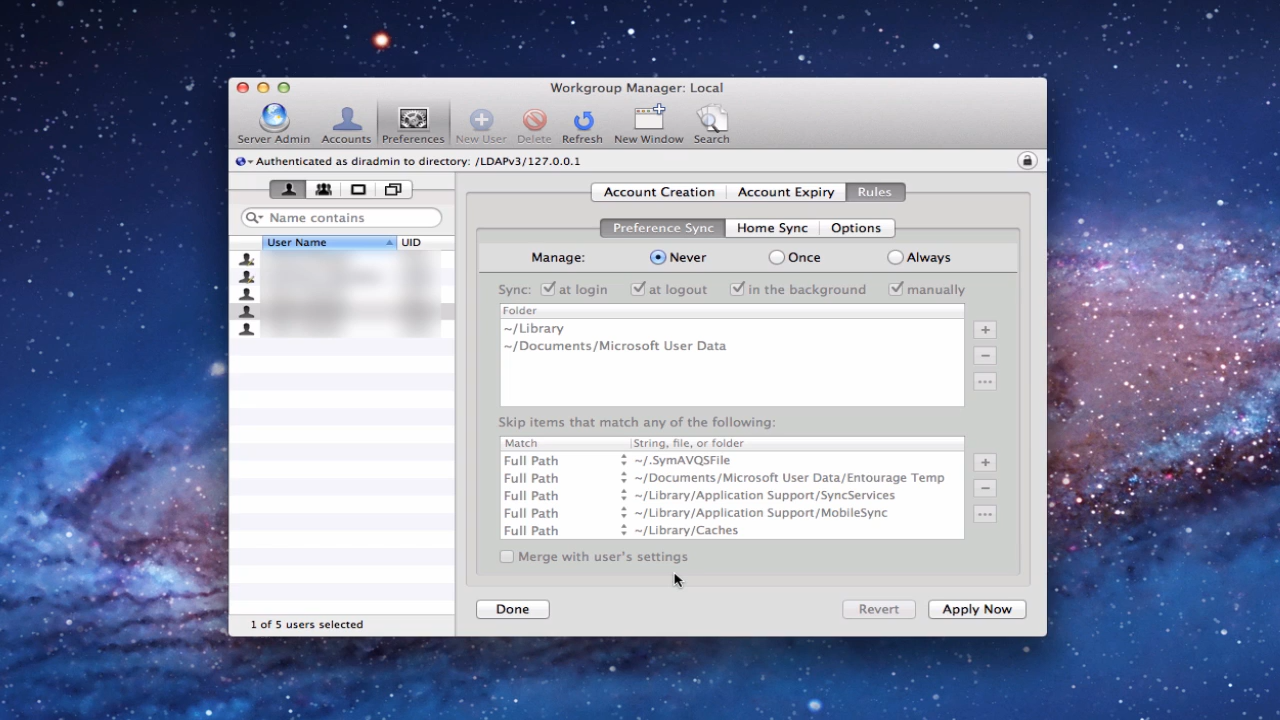 Workgroup Manager: Local
Server Admin Accounts Preferences New User Delete Refresh New Window Search
Authenticated as diradmin to directory: /LDAPv3/127.0.0.1
Account Creation Account Expiry Rules
Name contains
Preference Sync Home Sync Options
User Name UID
Manage: Never Once Always
Sync: at login at logout in the background manually
Folder
~/Library
~/Documents/Microsoft User Data
Skip items that match any of the following:
Match String, file, or folder
Full Path ~/.SymAVQSFile
Full Path ~/Documents/Microsoft User Data/Entourage Temp
Full Path ~/Library/Application Support/SyncServices
Full Path ~/Library/Application Support/MobileSync
Full Path ~/Library/Caches
Merge with user's settings
Done Revert Apply Now
1 of 5 users selected